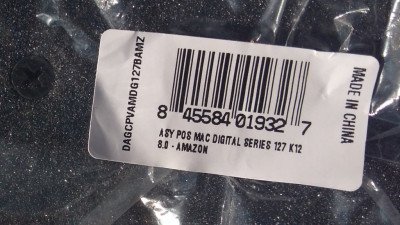 DAGCPVAMDG127BAMZ
8 45584 01932 7
ASY POS MAC DIGITAL SERIES 127 K12
8.0 - AMAZON
MADE IN CHINA